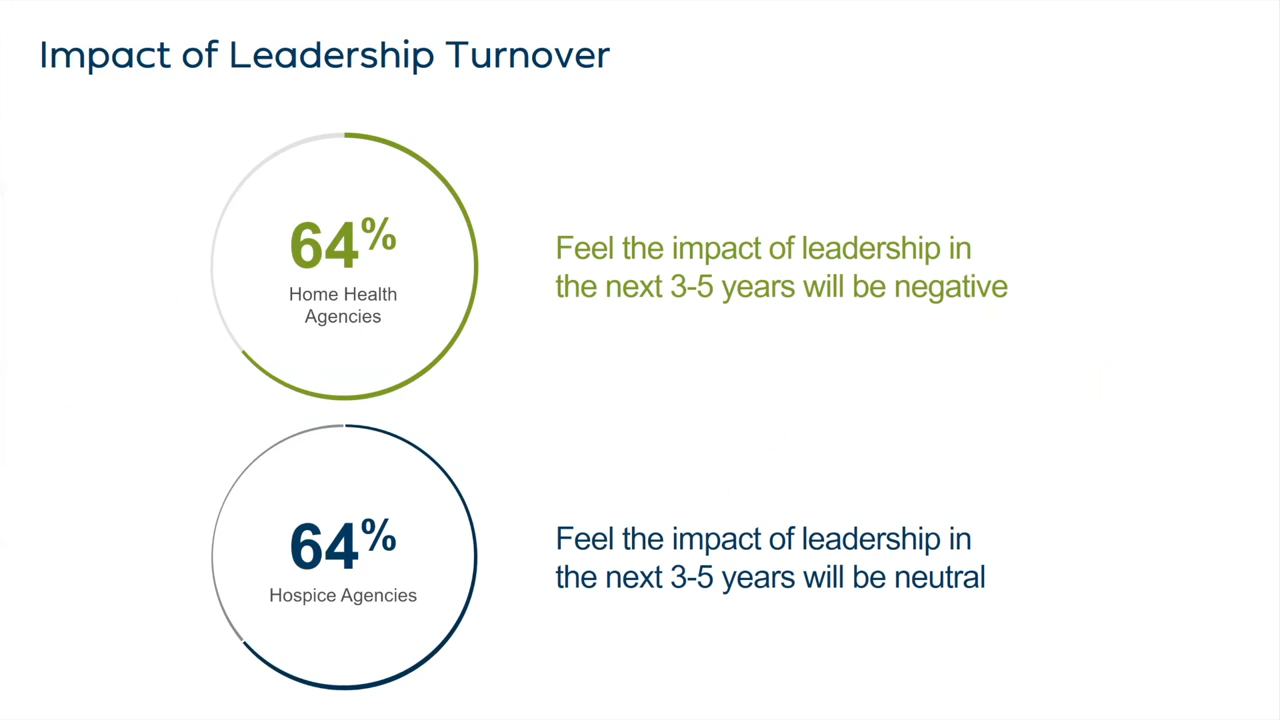 Impact of Leadership Turnover
64%
Home Health
Agencies
Feel the impact of leadership in
the next 3-5 years will be negative
64%
Hospice Agencies
Feel the impact of leadership in
the next 3-5 years will be neutral